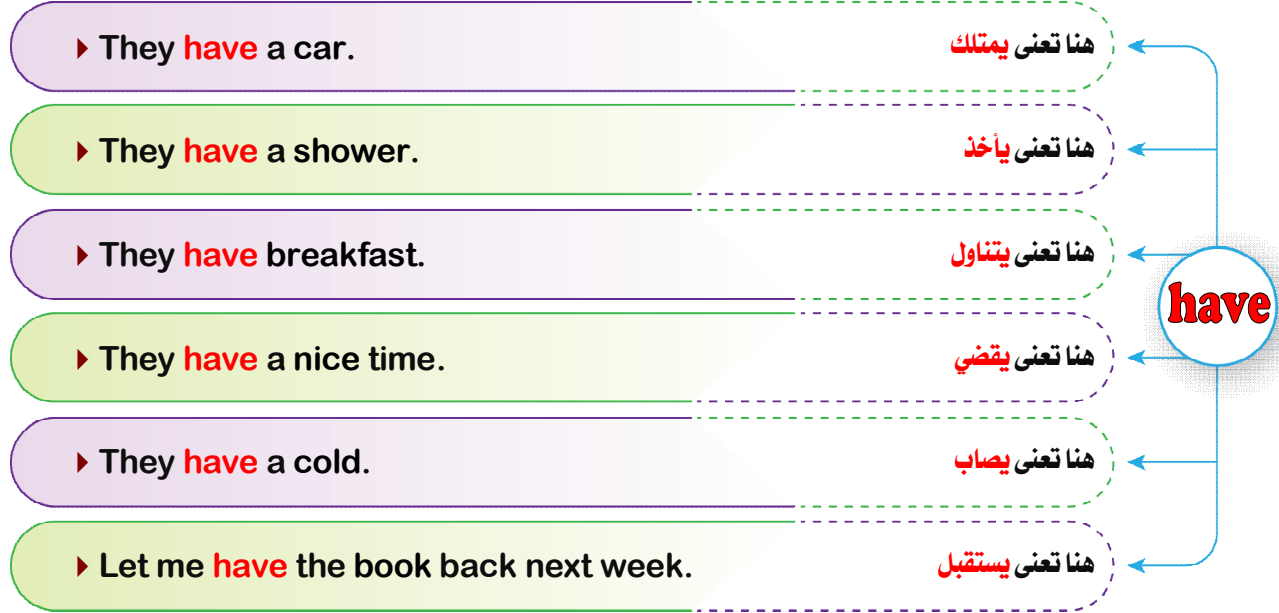 They have a car.
هنا تعنى يمتلك
They have a shower.
هنا تعنى يأخذ
They have breakfast.
هنا تعنى يتناول
They have a nice time.
هنا تعنى يقضي
They have a cold.
هنا تعنى يصاب
Let me have the book back next week.
هنا تعنى يستقبل
have